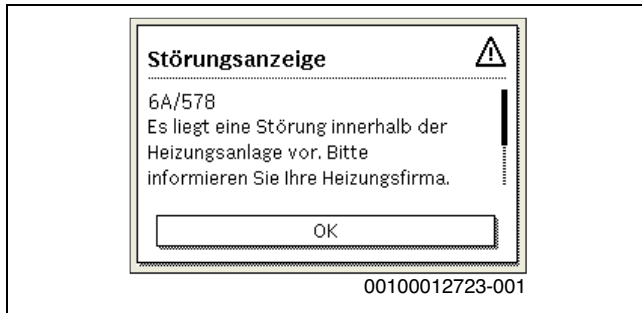 Störungsanzeige
6A/578
Es liegt eine Störung innerhalb der
Heizungsanlage vor. Bitte
informieren Sie Ihre Heizungsfirma.
OK
00100012723-001